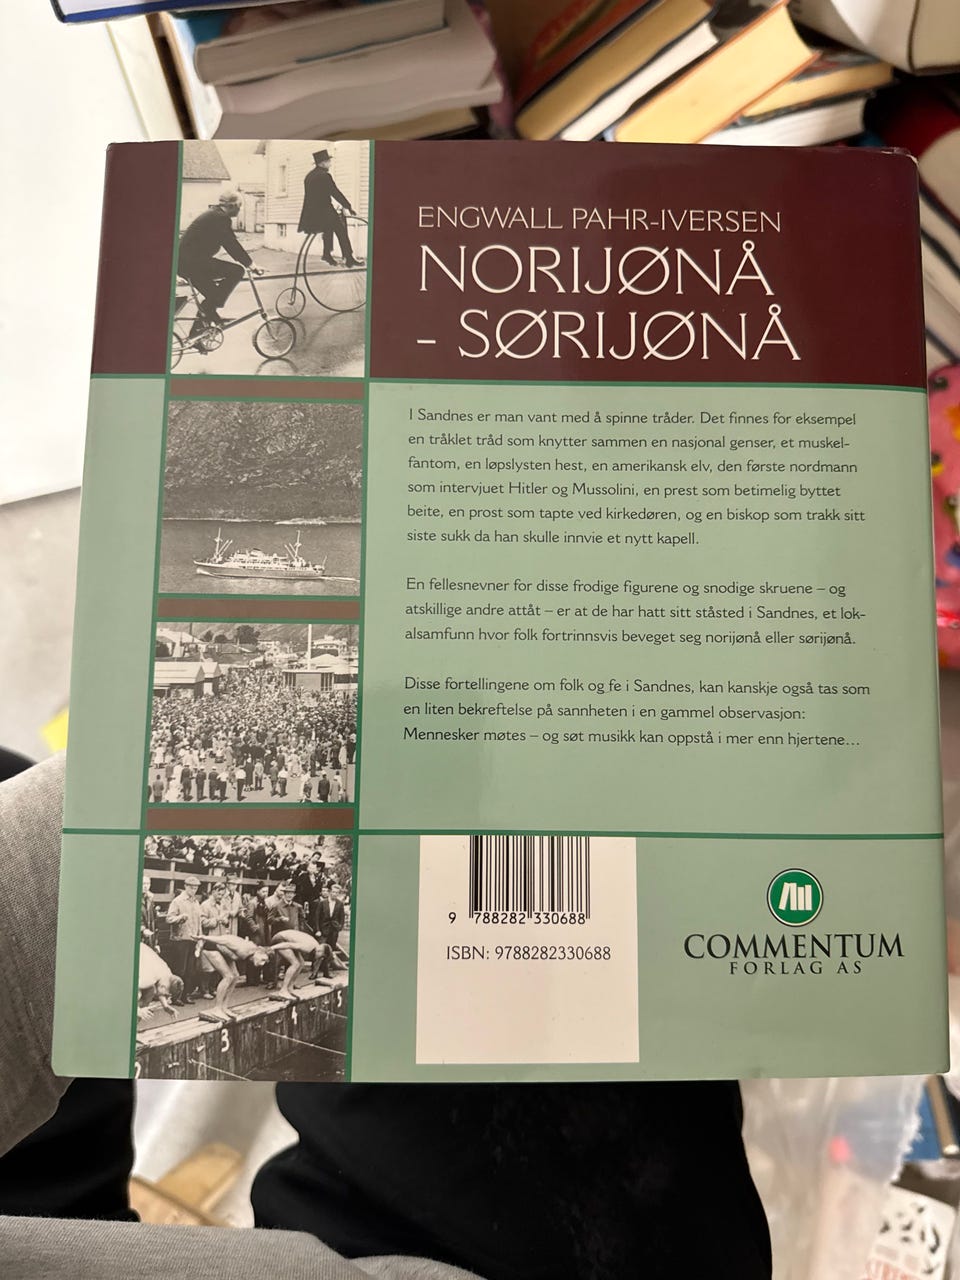 ENGWALL PAHR-IVERSEN
NORIJØNÅ
- SØRIJØNÅ
I Sandnes er man vant med å spinne tråder. Det finnes for eksempel
en tråklet tråd som knytter sammen en nasjonal genser, et muskel-
fantom, en løpslysten hest, en amerikansk elv, den første nordmann
som intervjuet Hitler og Mussolini, en prest som betimelig byttet
beite, en prost som tapte ved kirkedøren, og en biskop som trakk sitt
siste sukk da han skulle innvie et nytt kapell.
En fellesnevner for disse frodige figurene og snodige skruene – og
atskillige andre attåt – er at de har hatt sitt ståsted i Sandnes, et lok-
alsamfunn hvor folk fortrinnsvis beveget seg norijønå eller sørijønå.
Disse fortellingene om folk og fe i Sandnes, kan kanskje også tas som
en liten bekreftelse på sannheten i en gammel observasjon:
Mennesker møtes – og søt musikk kan oppstå i mer enn hjertene...
9 788282 330688
ISBN: 9788282330688
COMMENTUM
FORLAG AS
3
4
5